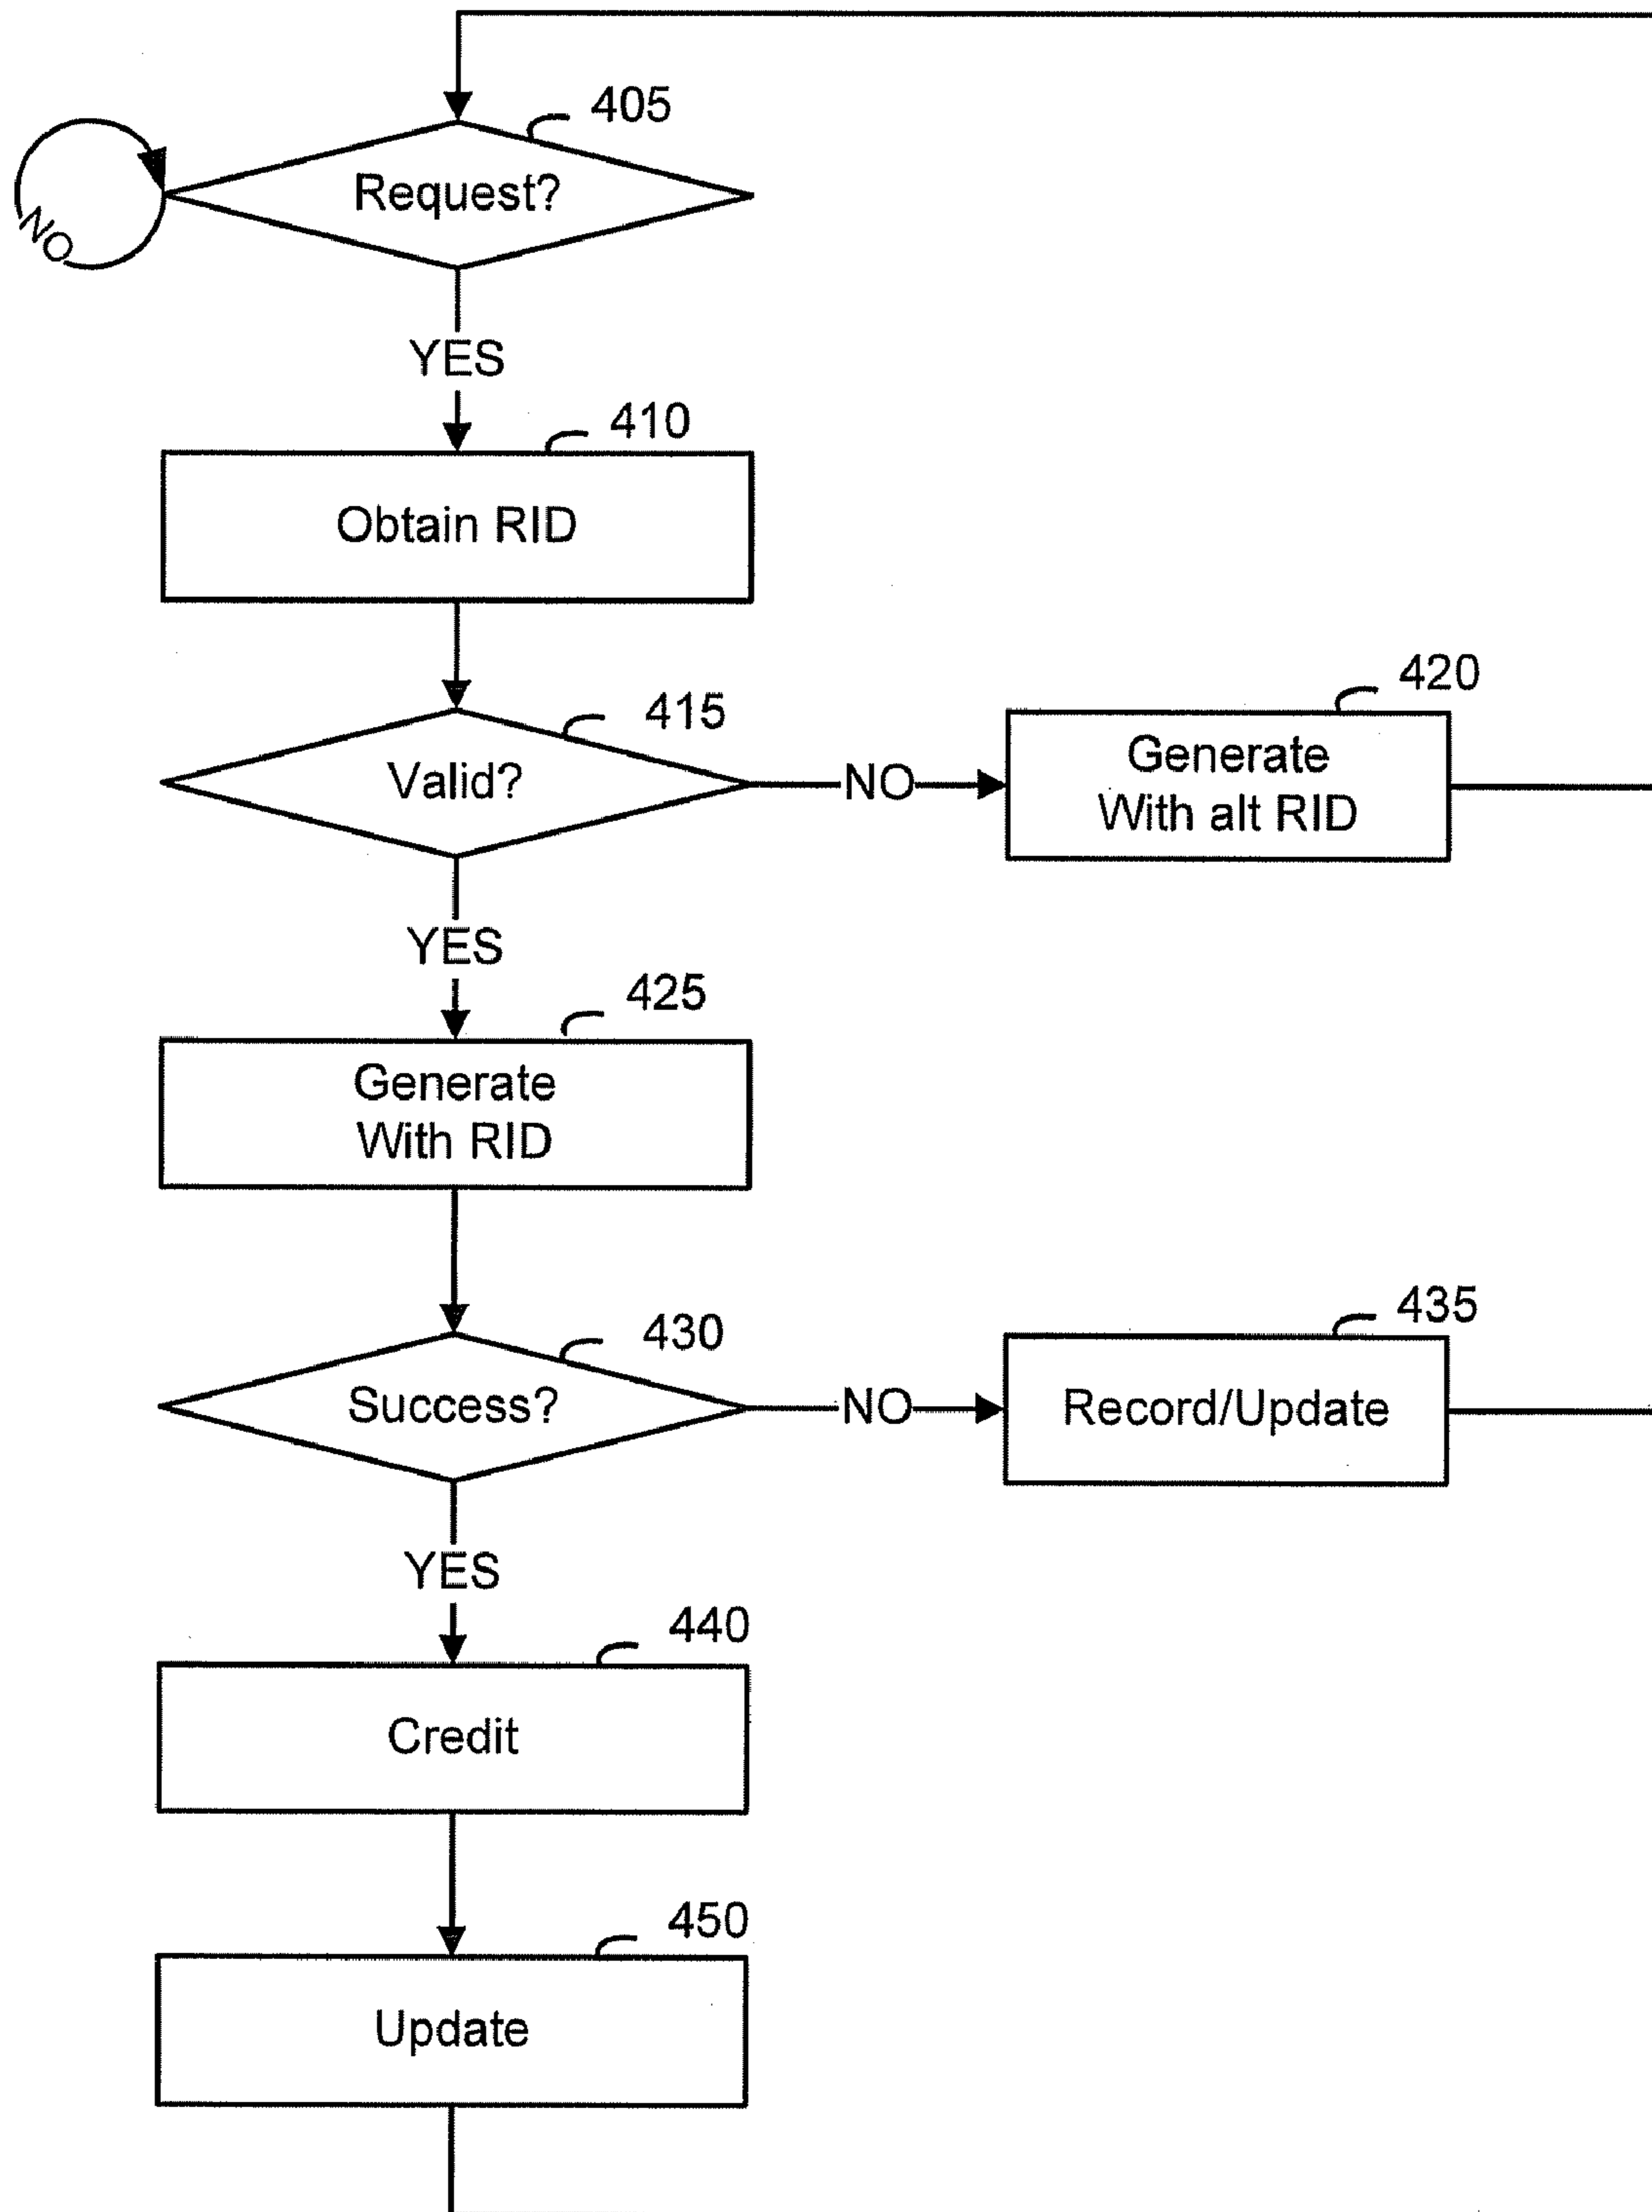 405
Request?
NO
YES
410
Obtain RID
415
Valid?
NO
420
Generate
With alt RID
YES
425
Generate
With RID
430
Success?
NO
435
Record/Update
YES
440
Credit
450
Update